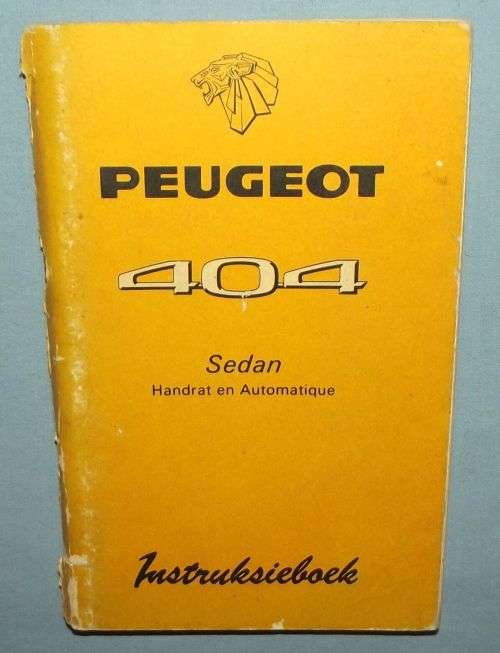 PEUGEOT
404
Sedan
Handrat en Automatique
Instruksieboek